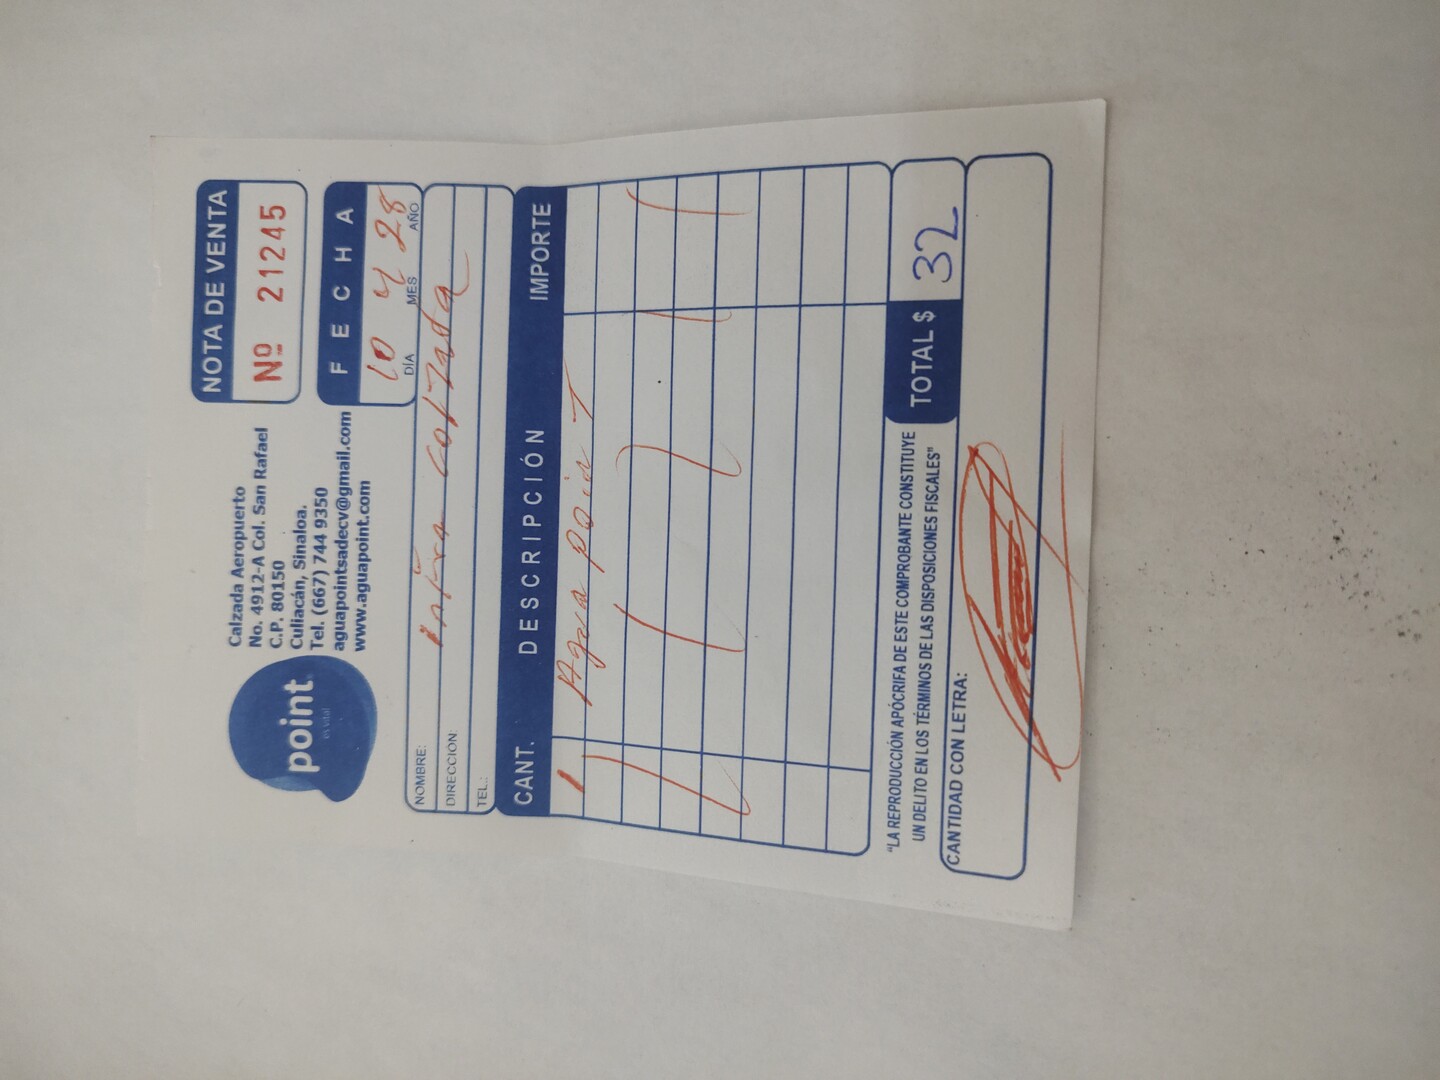 point
es vital
Calzada Aeropuerto
No. 4912-A Col. San Rafael
C.P. 80150
Culiacán, Sinaloa.
Tel. (667) 744 9350
aguapointsadecv@gmail.com
www.aguapoint.com
NOTA DE VENTA
Nº 21245
FECHA
10 4 28
DÍA MES AÑO
NOMBRE:
DIRECCIÓN:
TEL.:
CANT. DESCRIPCIÓN IMPORTE
1 Agua poinT
"LA REPRODUCCIÓN APÓCRIFA DE ESTE COMPROBANTE CONSTITUYE
UN DELITO EN LOS TÉRMINOS DE LAS DISPOSICIONES FISCALES"
TOTAL $ 32
CANTIDAD CON LETRA: